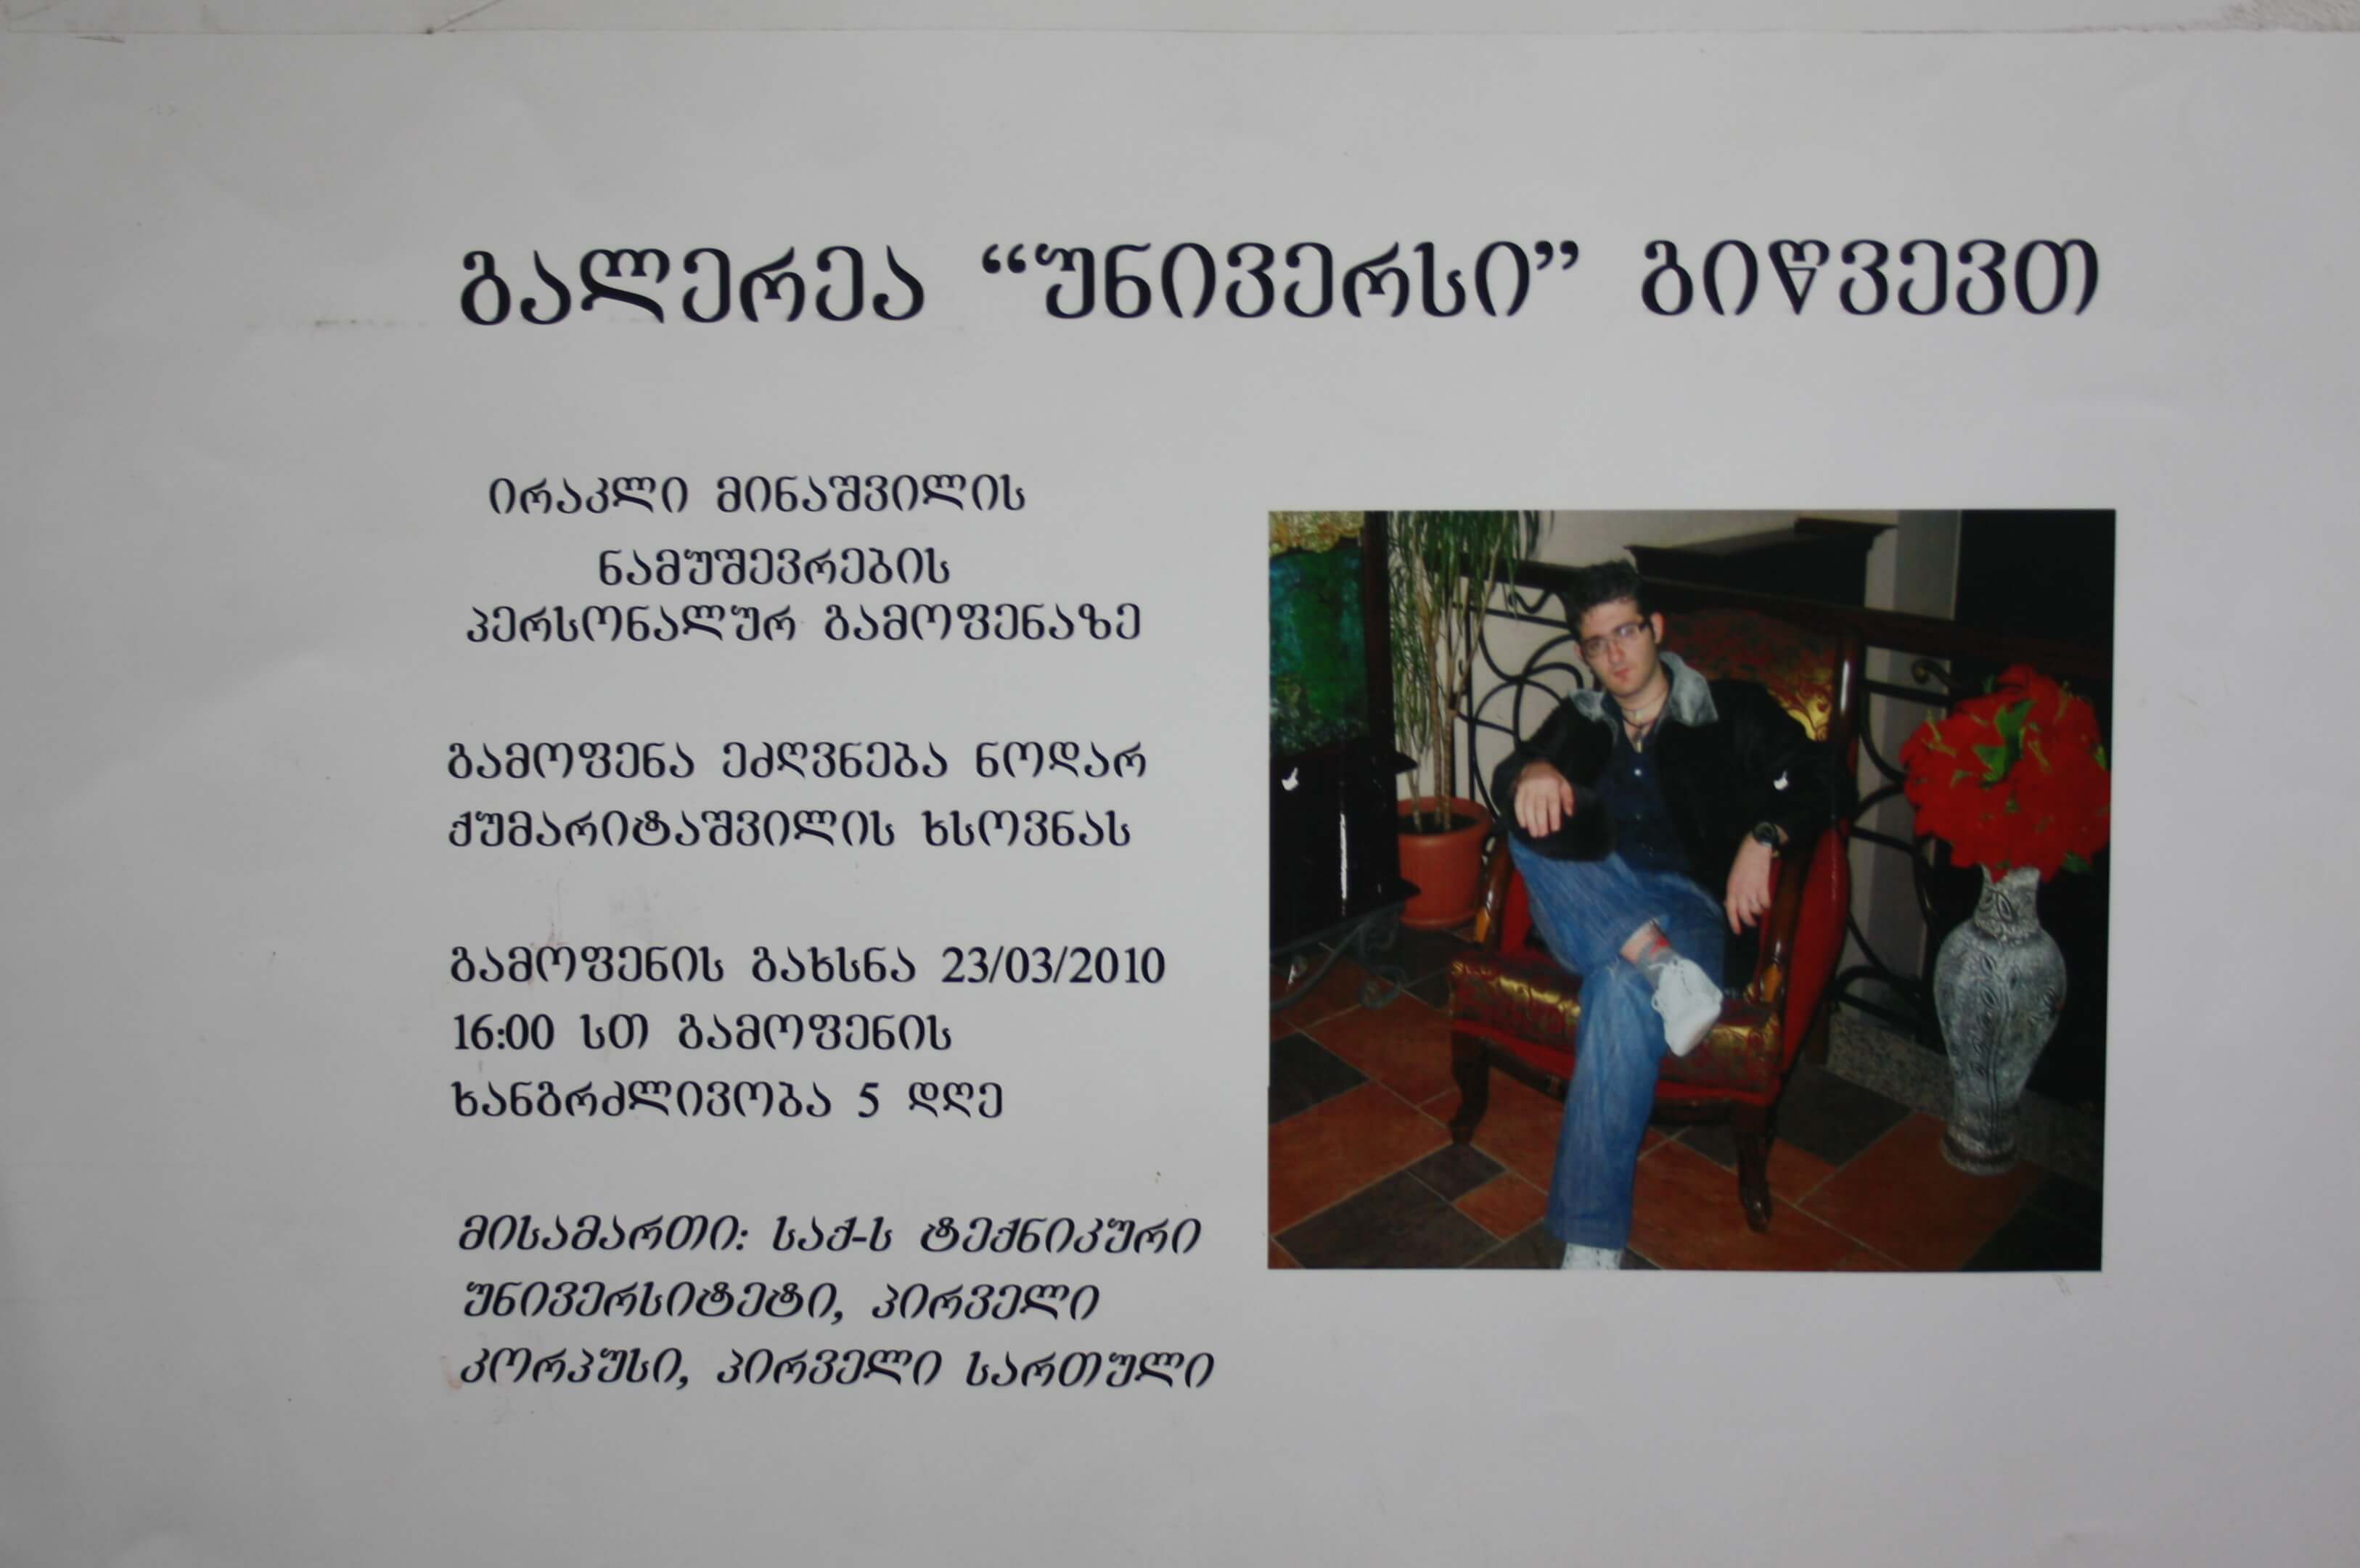 გალერეა “უნივერსი” გიწვევთ
ირაკლი მინაშვილის
ნამუშევრების
პერსონალურ გამოფენაზე
გამოფენა ეძღვნება ნოდარ
ქუმარიტაშვილის ხსოვნას
გამოფენის გახსნა 23/03/2010
16:00 სთ გამოფენის
ხანგრძლივობა 5 დღე
მისამართი: საქ-ს ტექნიკური
უნივერსიტეტი, პირველი
კორპუსი, პირველი სართული